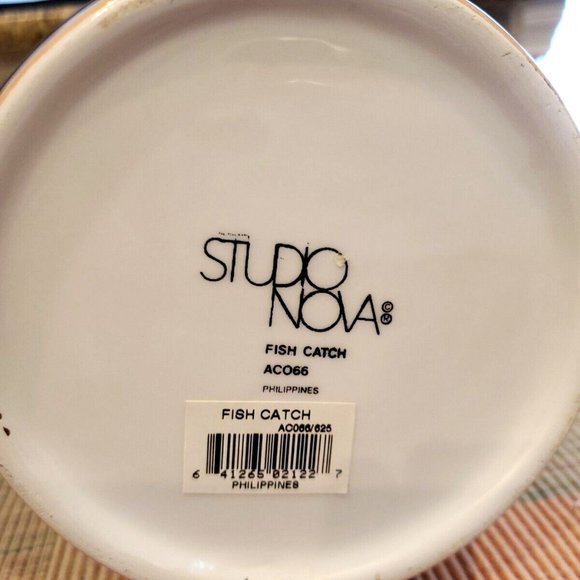 STUDIO
NOVA © ®
FISH CATCH
AC066
PHILIPPINES
FISH CATCH
AC066/625
6 41265 02122 7
PHILIPPINES